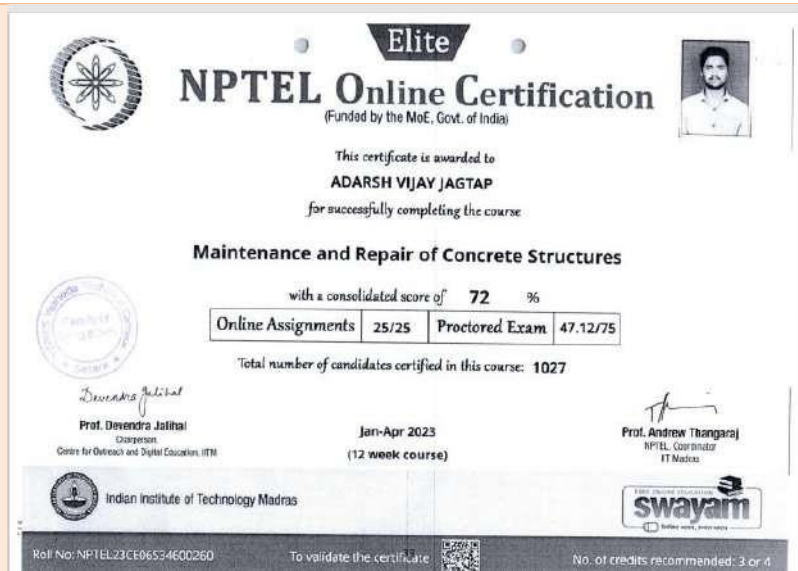 Elite
NPTEL Online Certification
(Funded by the MoE, Govt. of India)
This certificate is awarded to
ADARSH VIJAY JAGTAP
for successfully completing the course
Maintenance and Repair of Concrete Structures
with a consolidated score of 72 %
Online Assignments 25/25 Proctored Exam 47.12/75
Total number of candidates certified in this course: 1027
Devendra Jalihal
Prof. Devendra Jalihal
Chairperson,
Centre for Outreach and Digital Education, IITM
Jan-Apr 2023
(12 week course)
Prof. Andrew Thangaraj
NPTEL, Coordinator
IIT Madras
Indian Institute of Technology Madras
FREE ONLINE EDUCATION
swayam
Roll No: NPTEL23CE06S34600260
To validate the certificate
No. of credits recommended: 3 or 4